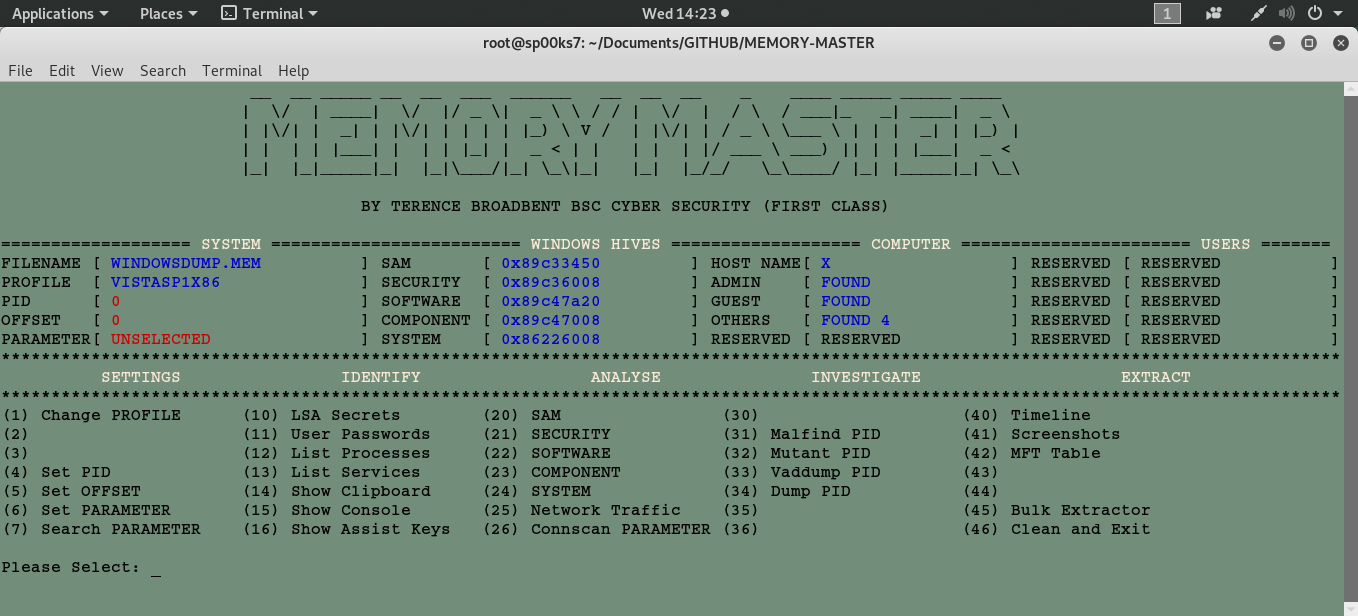 Applications Places Terminal Wed 14:23 1
root@sp00ks7: ~/Documents/GITHUB/MEMORY-MASTER
File Edit View Search Terminal Help
MEMORY MASTER
BY TERENCE BROADBENT BSC CYBER SECURITY (FIRST CLASS)
=================== SYSTEM ========================= WINDOWS HIVES =================== COMPUTER ======================= USERS =======
FILENAME [ WINDOWSDUMP.MEM ] SAM [ 0x89c33450 ] HOST NAME[ X ] RESERVED [ RESERVED ]
PROFILE [ VISTASP1X86 ] SECURITY [ 0x89c36008 ] ADMIN [ FOUND ] RESERVED [ RESERVED ]
PID [ 0 ] SOFTWARE [ 0x89c47a20 ] GUEST [ FOUND ] RESERVED [ RESERVED ]
OFFSET [ 0 ] COMPONENT [ 0x89c47008 ] OTHERS [ FOUND 4 ] RESERVED [ RESERVED ]
PARAMETER[ UNSELECTED ] SYSTEM [ 0x86226008 ] RESERVED [ RESERVED ] RESERVED [ RESERVED ]
**************************************************************************************************************************************
SETTINGS IDENTIFY ANALYSE INVESTIGATE EXTRACT
**************************************************************************************************************************************
(1) Change PROFILE (10) LSA Secrets (20) SAM (30) (40) Timeline
(2) (11) User Passwords (21) SECURITY (31) Malfind PID (41) Screenshots
(3) (12) List Processes (22) SOFTWARE (32) Mutant PID (42) MFT Table
(4) Set PID (13) List Services (23) COMPONENT (33) Vaddump PID (43)
(5) Set OFFSET (14) Show Clipboard (24) SYSTEM (34) Dump PID (44)
(6) Set PARAMETER (15) Show Console (25) Network Traffic (35) (45) Bulk Extractor
(7) Search PARAMETER (16) Show Assist Keys (26) Connscan PARAMETER (36) (46) Clean and Exit
Please Select: _